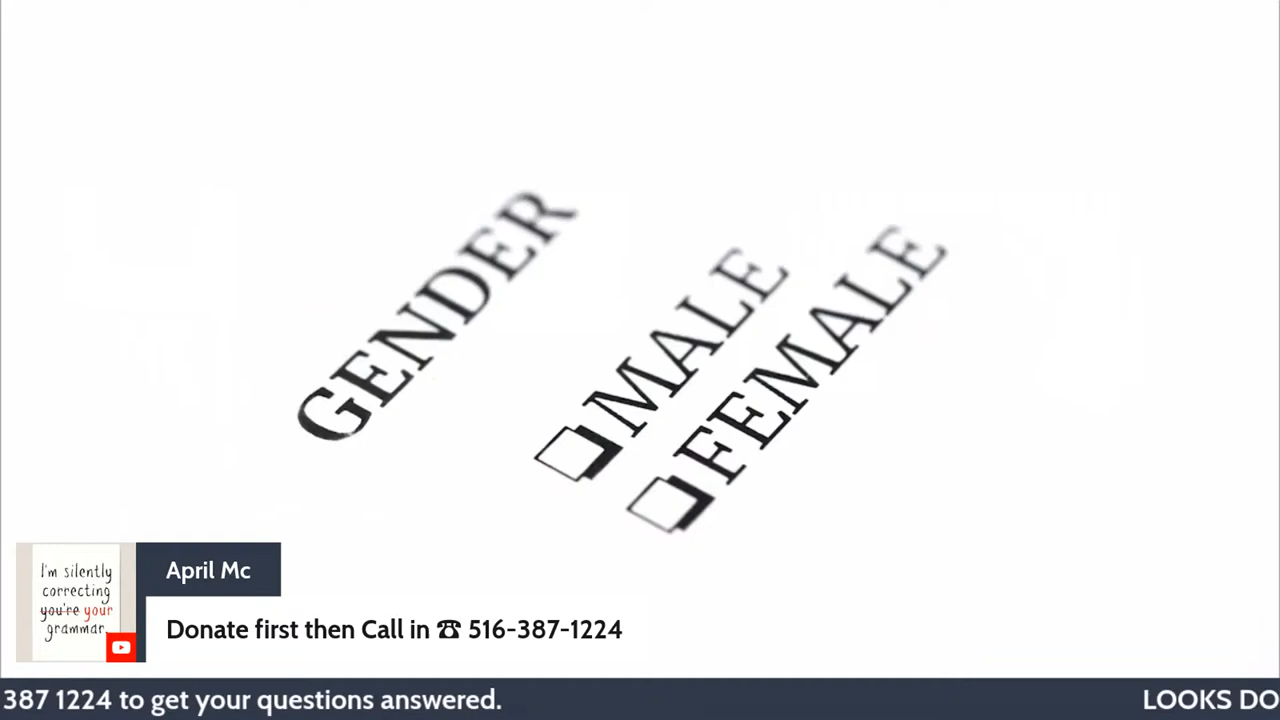 GENDER
MALE
FEMALE
I'm silently
correcting
you're your
grammar.
April Mc
Donate first then Call in ☎ 516-387-1224
387 1224 to get your questions answered.
LOOKS DO